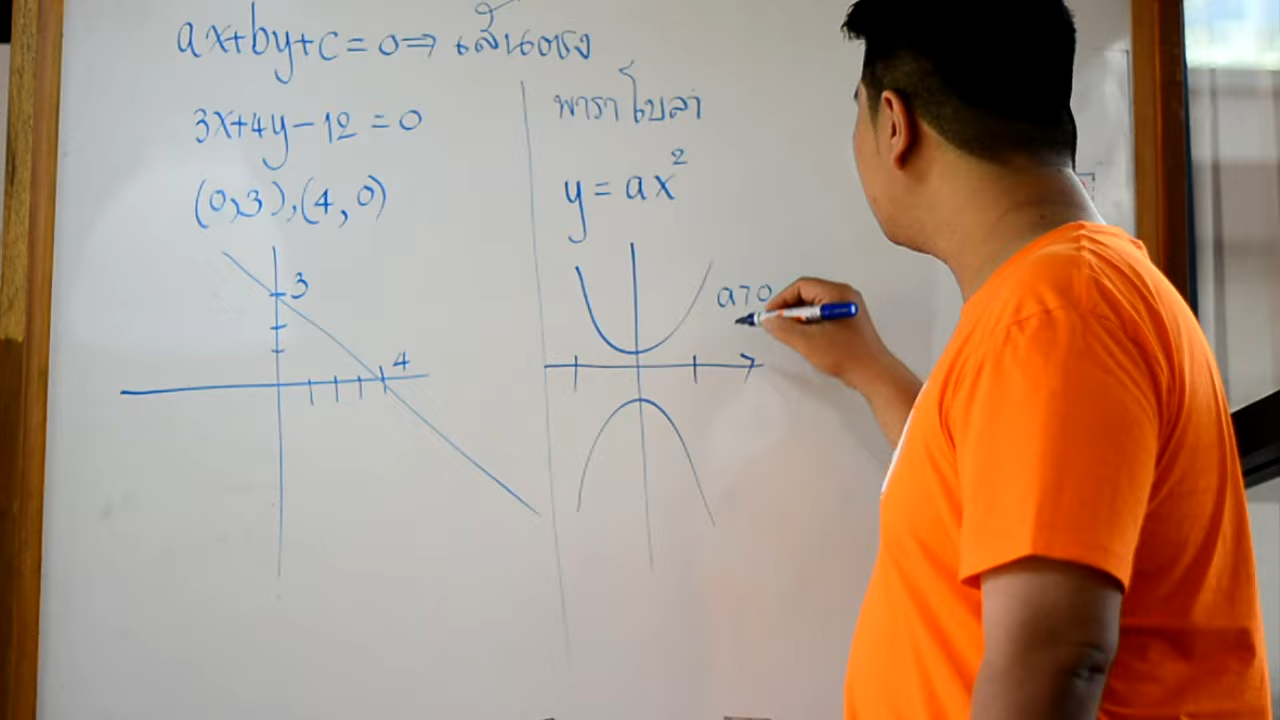 ax+by+c=0⇒ เส้นตรง
3x+4y-12=0
(0,3),(4,0)
3
4
พาราโบลา
y=ax²
a>0